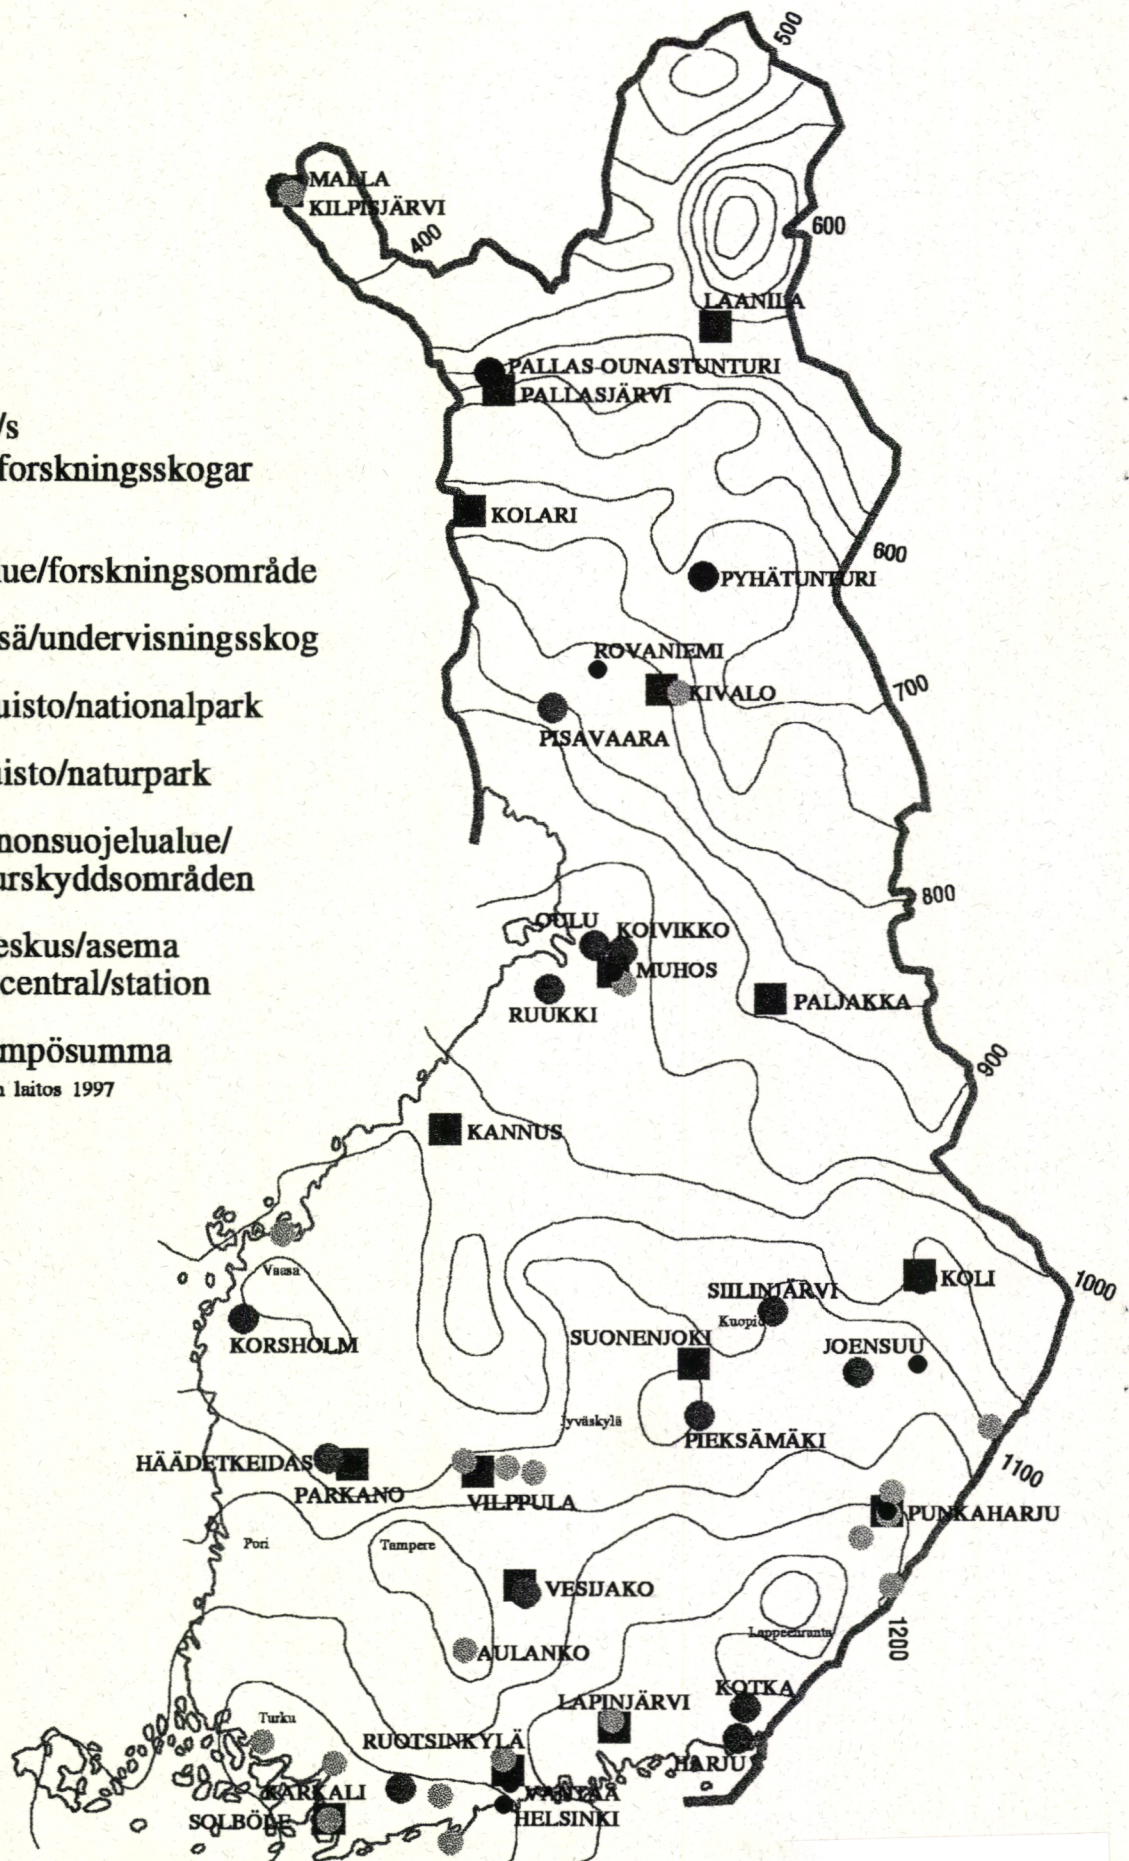 500
MALLA
KILPISJÄRVI
400
600
LAANILA
PALLAS-OUNASTUNTURI
PALLASJÄRVI
/s
forskningsskogar
KOLARI
600
ue/forskningsområde
PYHÄTUNTURI
sä/undervisningsskog
ROVANIEMI
700
KIVALO
uisto/nationalpark
PISAVAARA
uisto/naturpark
nonsuojelualue/
urskyddsområden
800
OULU
KOIVIKKO
eskus/asema
MUHOS
central/station
PALJAKKA
RUUKKI
mpösumma
900
n laitos 1997
KANNUS
Vaasa
KOLI
1000
SIILINJÄRVI
Kuopio
KORSHOLM
SUONENJOKI
JOENSUU
Jyväskylä
PIEKSÄMÄKI
HÄÄDETKEIDAS
1100
PARKANO
VILPPULA
PUNKAHARJU
Pori
Tampere
VESIJAKO
Lappeenranta
1200
AULANKO
KOTKA
LAPINJÄRVI
Turku
RUOTSINKYLÄ
HARJU
KARKALI
VANTAA
SOLBÖLE
HELSINKI